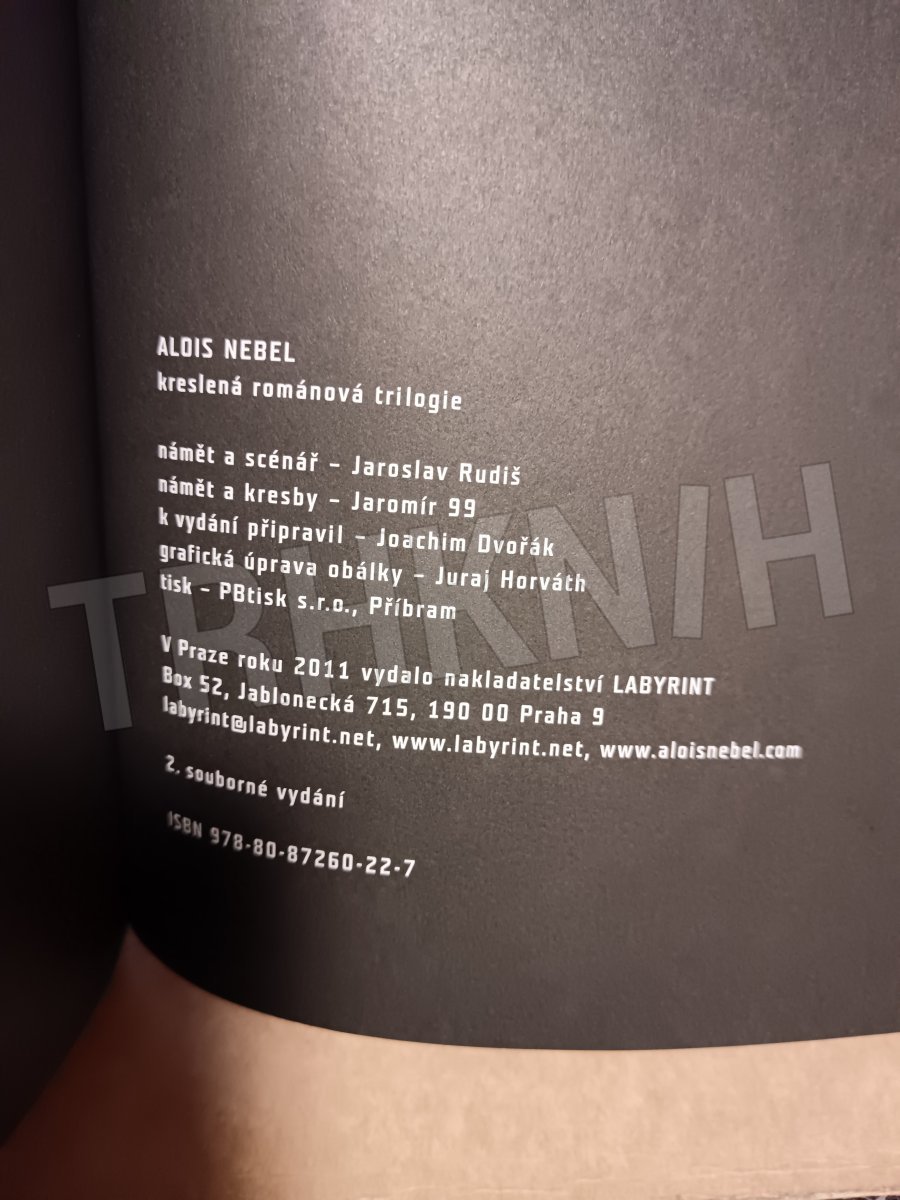 ALOIS NEBEL
kreslená románová trilogie
námět a scénář – Jaroslav Rudiš
námět a kresby – Jaromír 99
k vydání připravil – Joachim Dvořák
grafická úprava obálky – Juraj Horváth
tisk – PBtisk s.r.o., Příbram
V Praze roku 2011 vydalo nakladatelství LABYRINT
Box 52, Jablonecká 715, 190 00 Praha 9
labyrint@labyrint.net, www.labyrint.net, www.aloisnebel.com
2. souborné vydání
ISBN 978-80-87260-22-7
TRHKNIH